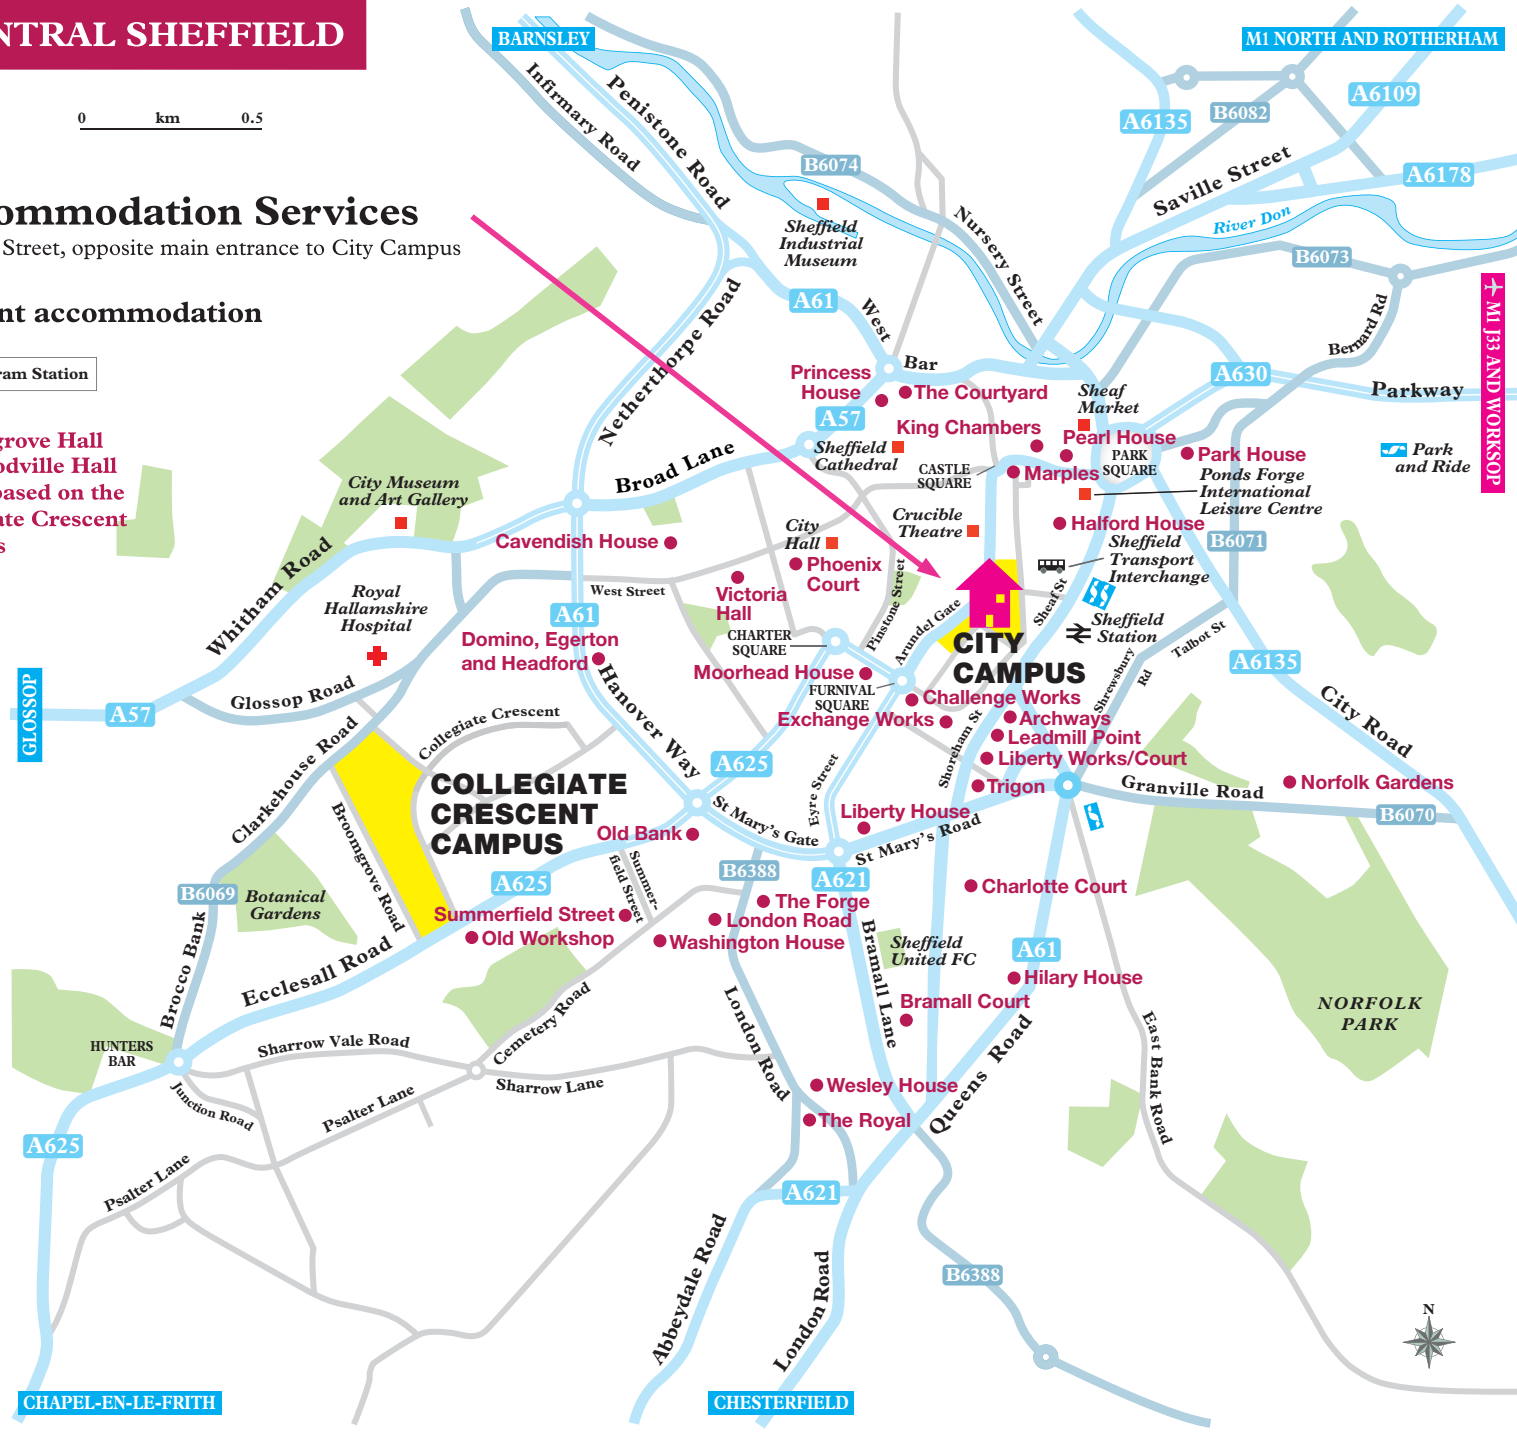 NTRAL SHEFFIELD
0 km 0.5
ommodation Services
Street, opposite main entrance to City Campus
nt accommodation
ram Station
grove Hall
odville Hall
based on the
ate Crescent
s
BARNSLEY
M1 NORTH AND ROTHERHAM
M1 J33 AND WORKSOP
GLOSSOP
CHAPEL-EN-LE-FRITH
CHESTERFIELD
Infirmary Road
Penistone Road
B6074
Sheffield
Industrial
Museum
Nursery Street
A6135
B6082
A6109
A6178
Saville Street
River Don
B6073
Bernard Rd
A61
West
Bar
Netherthorpe Road
Princess
House
The Courtyard
A57
King Chambers
Sheaf
Market
A630
Parkway
Park
and Ride
Broad Lane
Sheffield
Cathedral
Pearl House
PARK
SQUARE
Park House
CASTLE
SQUARE
Marples
Ponds Forge
International
Leisure Centre
City Museum
and Art Gallery
Crucible
Theatre
Halford House
City
Hall
Cavendish House
Sheffield
Transport
Interchange
B6071
Phoenix
Court
Whitham Road
Royal
Hallamshire
Hospital
West Street
Victoria
Hall
Pinstone Street
Arundel Gate
Sheaf St
A61
Domino, Egerton
and Headford
CHARTER
SQUARE
CITY
CAMPUS
Sheffield
Station
Shrewsbury
Rd
Talbot St
A6135
Moorhead House
FURNIVAL
SQUARE
Challenge Works
Exchange Works
Archways
Leadmill Point
Liberty Works/Court
Trigon
Shoreham St
City Road
A57
Glossop Road
Hanover Way
Collegiate Crescent
Clarkehouse Road
A625
Eyre Street
COLLEGIATE
CRESCENT
CAMPUS
Broomgrove Road
Old Bank
St Mary's Gate
Liberty House
St Mary's Road
Granville Road
Norfolk Gardens
B6070
B6069
Botanical
Gardens
A625
Summer-
field Street
B6388
A621
Summerfield Street
Old Workshop
The Forge
London Road
Washington House
Charlotte Court
Brocco Bank
Ecclesall Road
Bramall Lane
Sheffield
United FC
A61
Hilary House
Bramall Court
NORFOLK
PARK
HUNTERS
BAR
Sharrow Vale Road
Cemetery Road
London Road
East Bank Road
Junction Road
Psalter Lane
Sharrow Lane
Wesley House
Queens Road
The Royal
A625
Psalter Lane
A621
Abbeydale Road
London Road
B6388
N